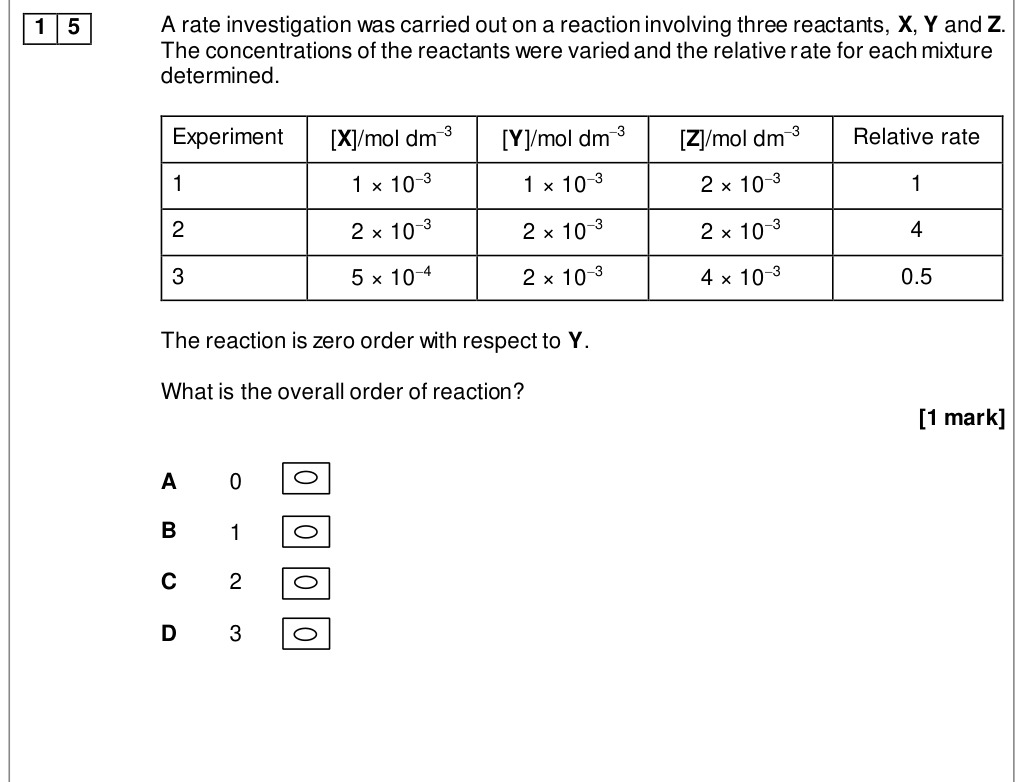 1 5
A rate investigation was carried out on a reaction involving three reactants, X, Y and Z.
The concentrations of the reactants were varied and the relative rate for each mixture
determined.
Experiment [X]/mol dm⁻³ [Y]/mol dm⁻³ [Z]/mol dm⁻³ Relative rate
1 1 × 10⁻³ 1 × 10⁻³ 2 × 10⁻³ 1
2 2 × 10⁻³ 2 × 10⁻³ 2 × 10⁻³ 4
3 5 × 10⁻⁴ 2 × 10⁻³ 4 × 10⁻³ 0.5
The reaction is zero order with respect to Y.
What is the overall order of reaction?
[1 mark]
A 0
B 1
C 2
D 3